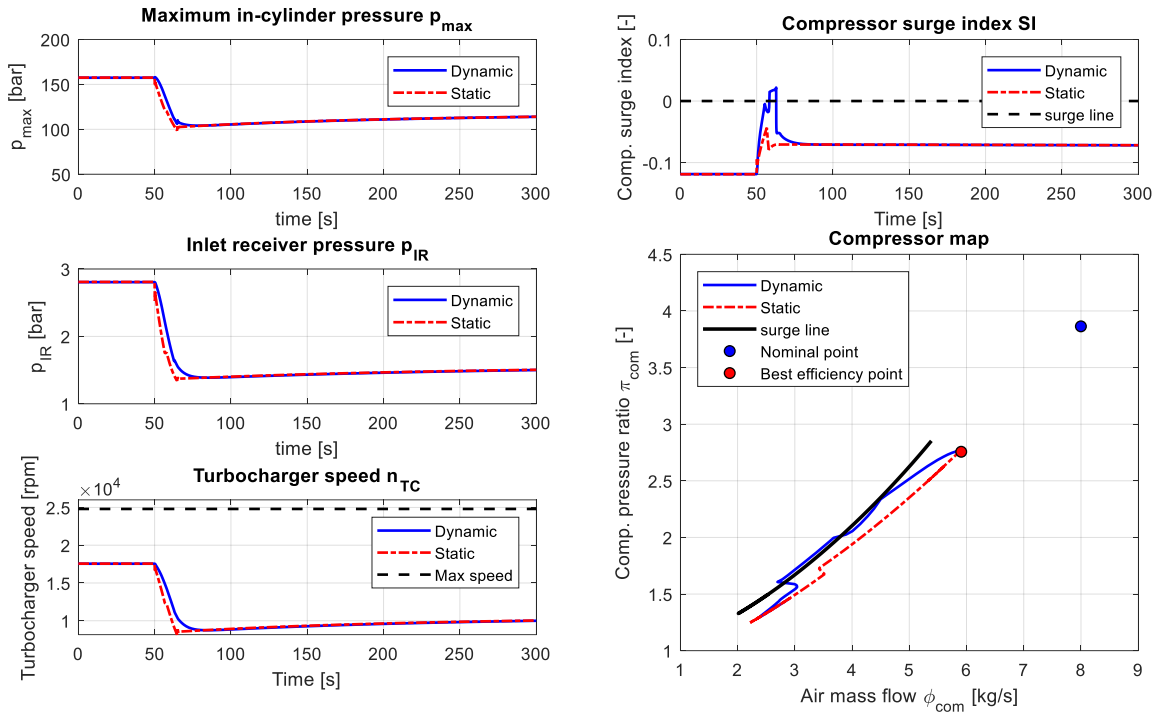 Maximum in-cylinder pressure p_max
200
150
100
50
p_max [bar]
0 50 100 150 200 250 300
time [s]
Dynamic
Static
Inlet receiver pressure p_IR
3
2
1
p_IR [bar]
0 50 100 150 200 250 300
time [s]
Dynamic
Static
Turbocharger speed n_TC
×10^4
2.5
2
1.5
1
Turbocharger speed [rpm]
0 50 100 150 200 250 300
Time [s]
Dynamic
Static
Max speed
Compressor surge index SI
0.1
0
-0.1
Comp. surge index [-]
0 50 100 150 200 250 300
Time [s]
Dynamic
Static
surge line
Compressor map
4.5
4
3.5
3
2.5
2
1.5
1
Comp. pressure ratio π_com [-]
1 2 3 4 5 6 7 8 9
Air mass flow ϕ_com [kg/s]
Dynamic
Static
surge line
Nominal point
Best efficiency point